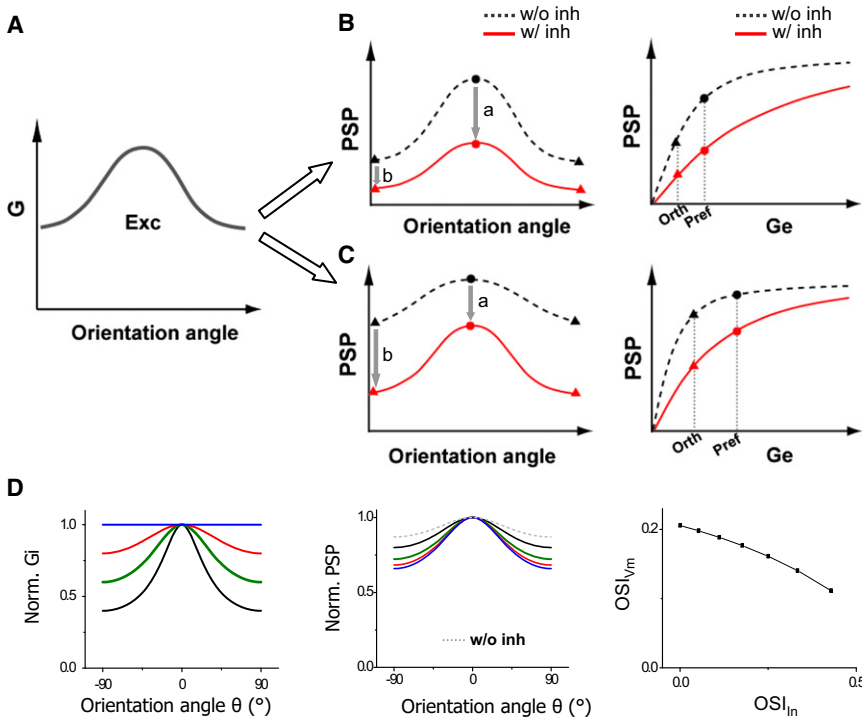 A
G
Exc
Orientation angle
B
w/o inh
w/ inh
PSP
a
b
Orientation angle
w/o inh
w/ inh
PSP
Orth
Pref
Ge
C
PSP
a
b
Orientation angle
PSP
Orth
Pref
Ge
D
Norm. Gi
1.0
0.5
0.0
-90
0
90
Orientation angle θ (°)
Norm. PSP
1.0
0.75
0.0
w/o inh
-90
0
90
Orientation angle θ (°)
OSIVm
0.2
0.0
0.0
0.5
OSIIn